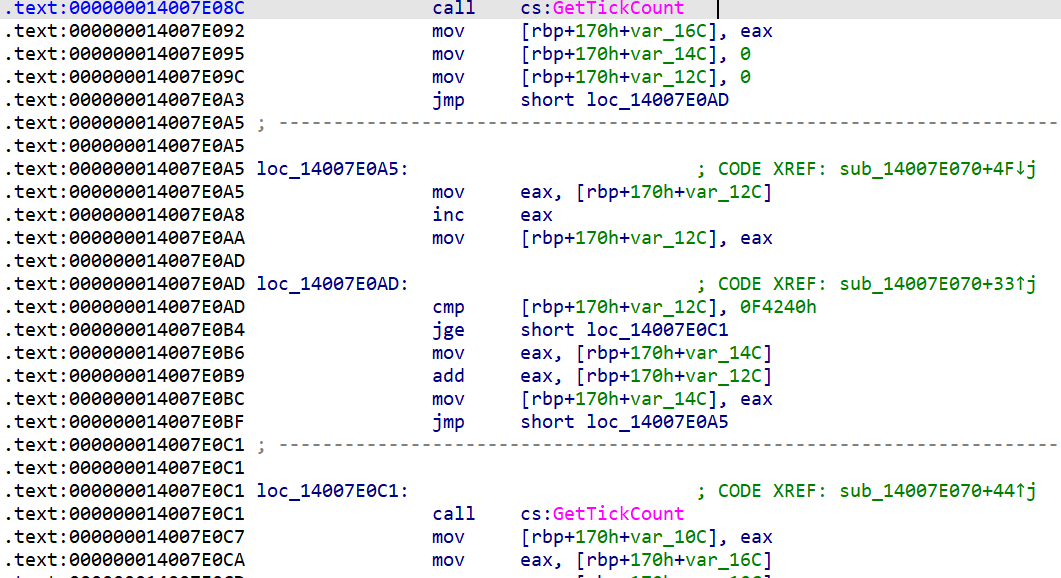 .text:000000014007E08C call cs:GetTickCount
.text:000000014007E092 mov [rbp+170h+var_16C], eax
.text:000000014007E095 mov [rbp+170h+var_14C], 0
.text:000000014007E09C mov [rbp+170h+var_12C], 0
.text:000000014007E0A3 jmp short loc_14007E0AD
.text:000000014007E0A5 ; ---------------------------------------------------------------------------
.text:000000014007E0A5
.text:000000014007E0A5 loc_14007E0A5: ; CODE XREF: sub_14007E070+4F↓j
.text:000000014007E0A5 mov eax, [rbp+170h+var_12C]
.text:000000014007E0A8 inc eax
.text:000000014007E0AA mov [rbp+170h+var_12C], eax
.text:000000014007E0AD
.text:000000014007E0AD loc_14007E0AD: ; CODE XREF: sub_14007E070+33↑j
.text:000000014007E0AD cmp [rbp+170h+var_12C], 0F4240h
.text:000000014007E0B4 jge short loc_14007E0C1
.text:000000014007E0B6 mov eax, [rbp+170h+var_14C]
.text:000000014007E0B9 add eax, [rbp+170h+var_12C]
.text:000000014007E0BC mov [rbp+170h+var_14C], eax
.text:000000014007E0BF jmp short loc_14007E0A5
.text:000000014007E0C1 ; ---------------------------------------------------------------------------
.text:000000014007E0C1
.text:000000014007E0C1 loc_14007E0C1: ; CODE XREF: sub_14007E070+44↑j
.text:000000014007E0C1 call cs:GetTickCount
.text:000000014007E0C7 mov [rbp+170h+var_10C], eax
.text:000000014007E0CA mov eax, [rbp+170h+var_16C]